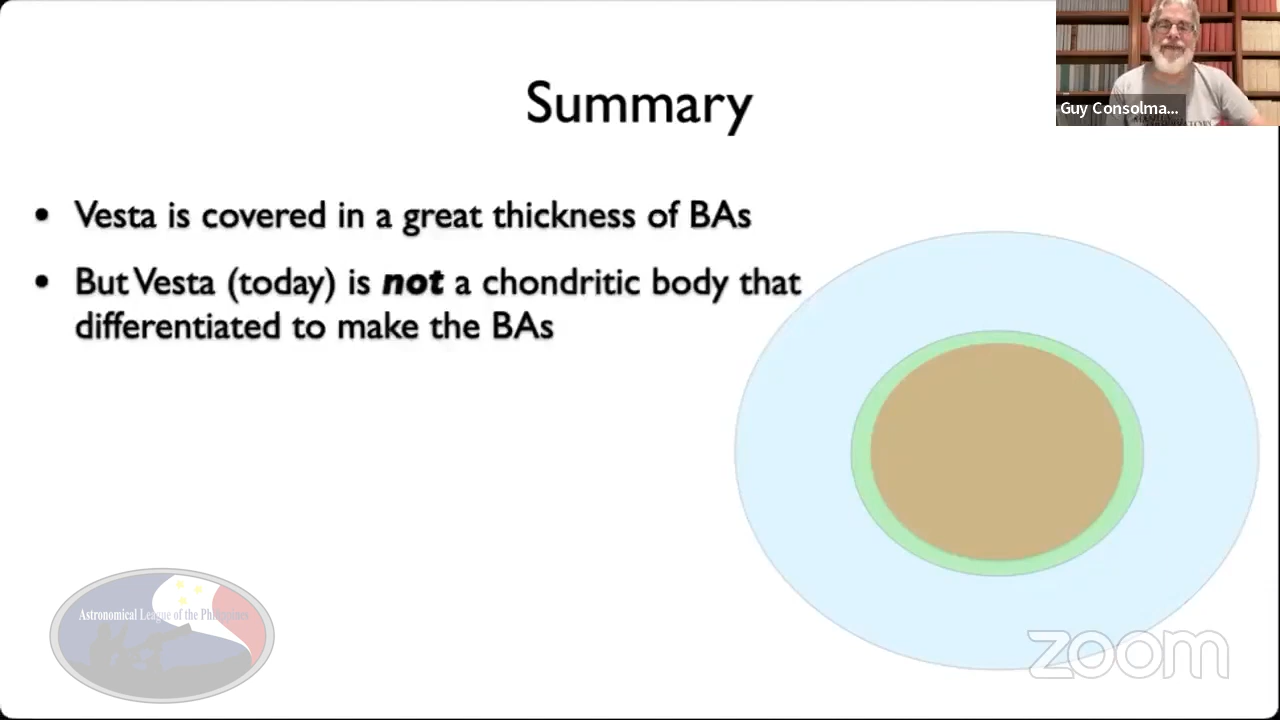 Summary
Guy Consolma...
• Vesta is covered in a great thickness of BAs
• But Vesta (today) is not a chondritic body that
differentiated to make the BAs
Astronomical League of the Philippines
zoom